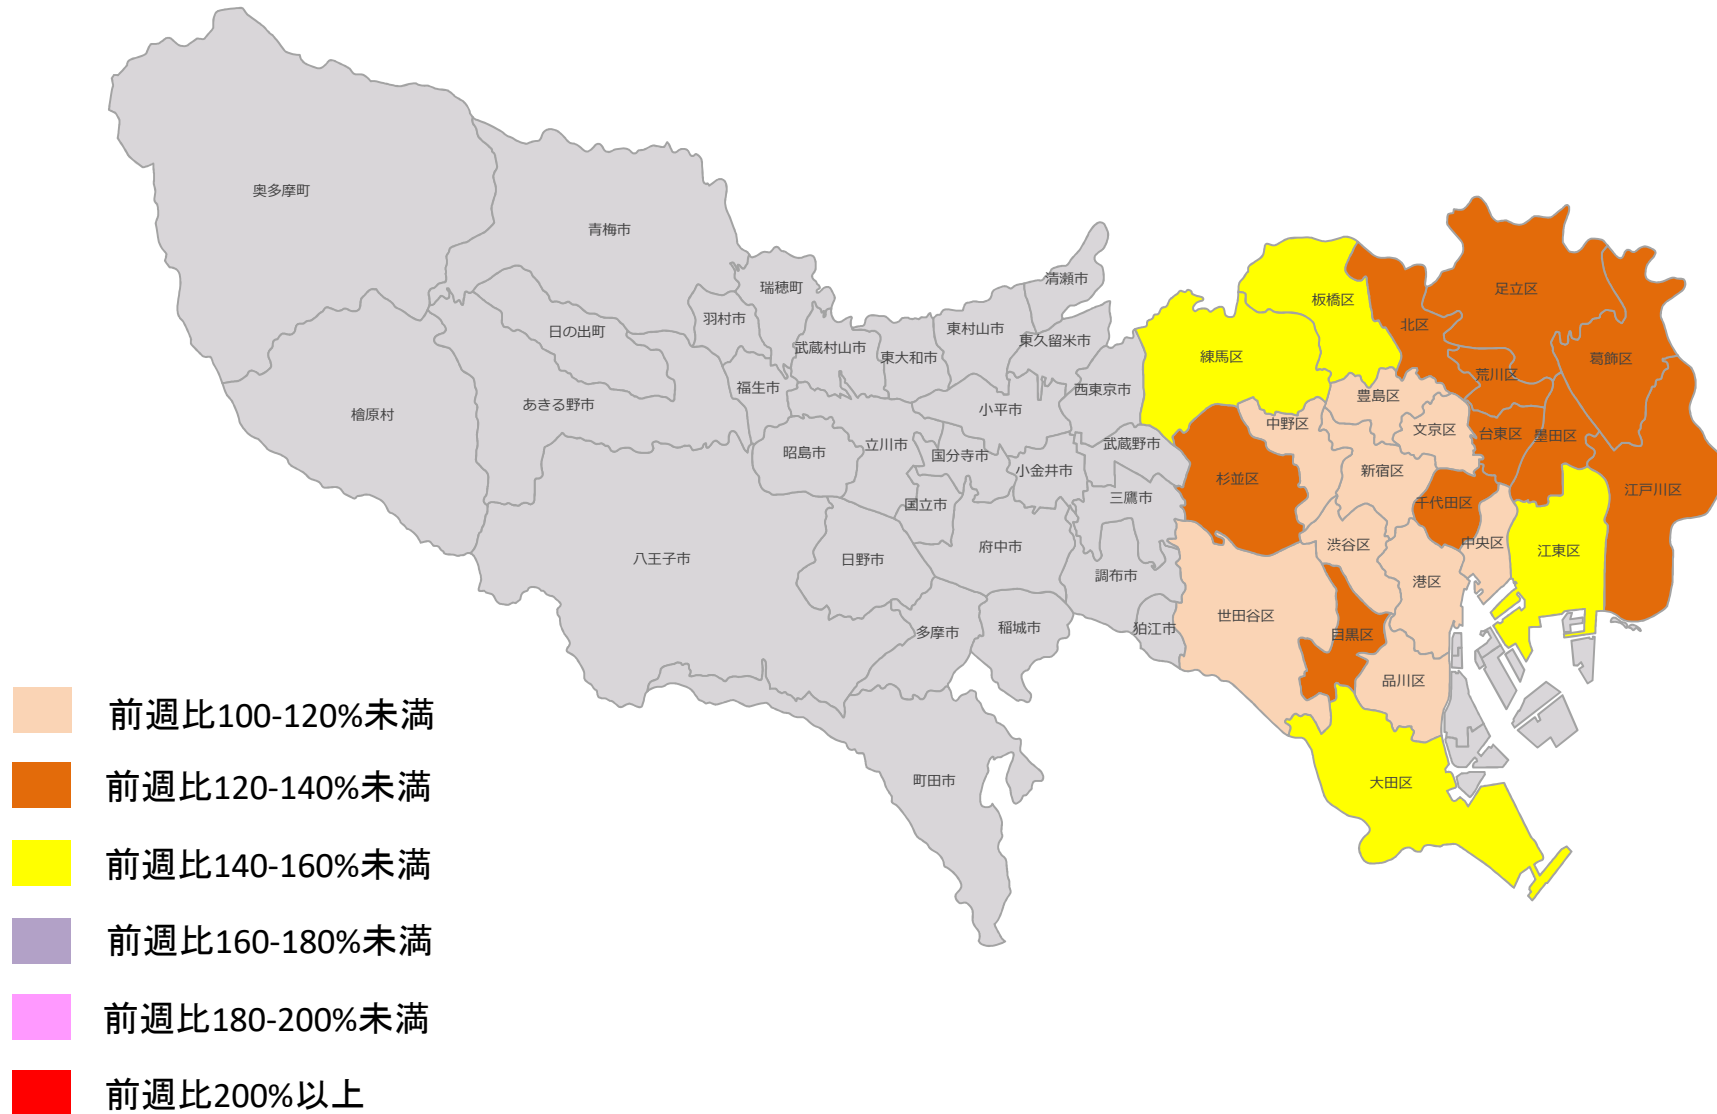 奥多摩町
青梅市
瑞穂町
清瀬市
羽村市
日の出町
武蔵村山市
東大和市
東村山市
東久留米市
福生市
西東京市
檜原村
あきる野市
小平市
昭島市
立川市
国分寺市
小金井市
武蔵野市
三鷹市
国立市
八王子市
日野市
府中市
調布市
多摩市
稲城市
狛江市
町田市
板橋区
練馬区
北区
足立区
葛飾区
荒川区
豊島区
中野区
文京区
台東区
墨田区
杉並区
新宿区
千代田区
江戸川区
渋谷区
中央区
江東区
港区
世田谷区
目黒区
品川区
大田区
前週比100-120%未満
前週比120-140%未満
前週比140-160%未満
前週比160-180%未満
前週比180-200%未満
前週比200%以上